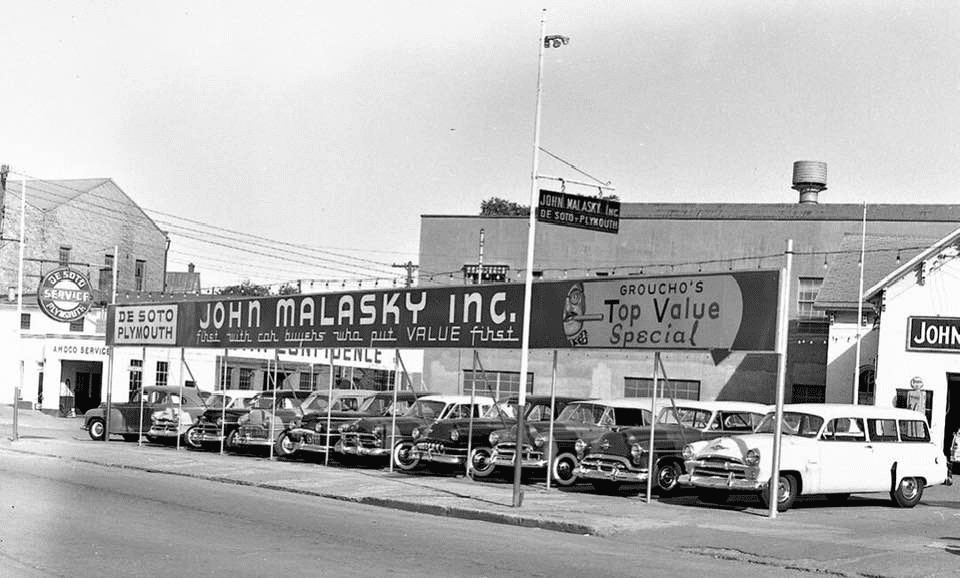 JOHN MALASKY INC
DE SOTO-PLYMOUTH
DE SOTO
SERVICE
PLYMOUTH
DE SOTO
PLYMOUTH
JOHN MALASKY INC.
first with car buyers who put VALUE first.
GROUCHO'S
Top Value
Special
AMOCO SERVICE
CONFIDENCE
JOHN